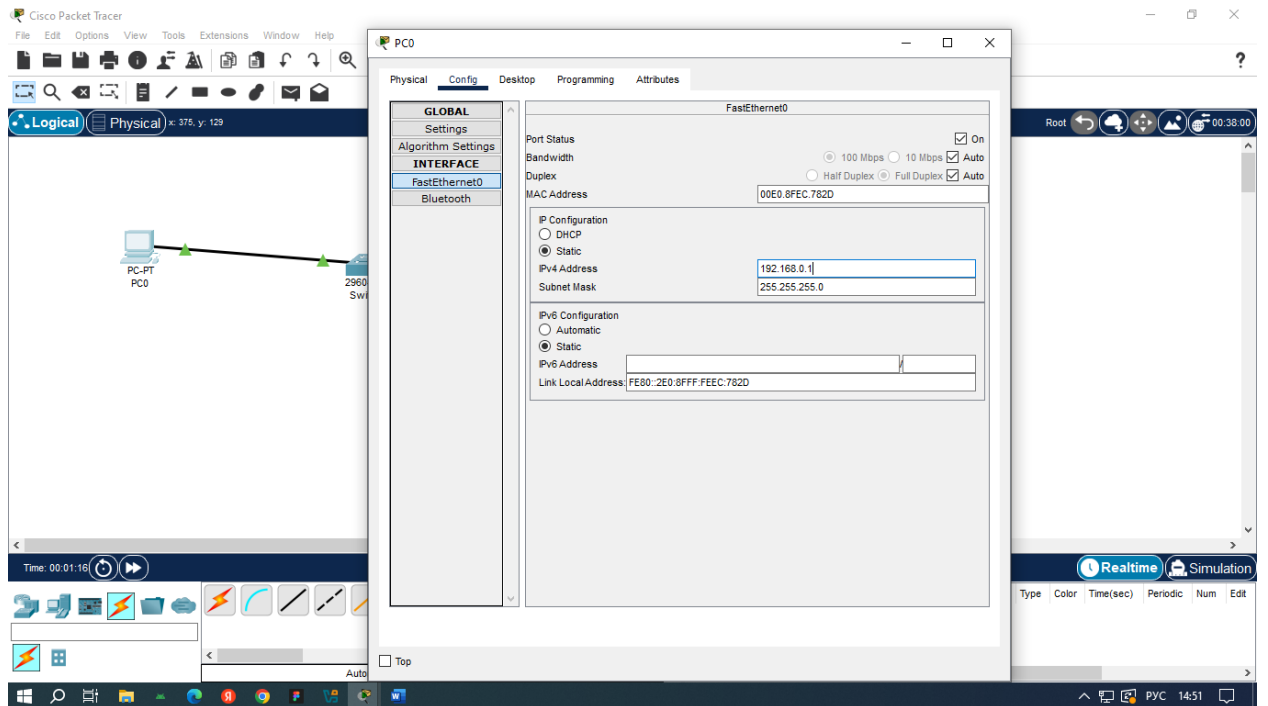 Cisco Packet Tracer
File Edit Options View Tools Extensions Window Help
?
Logical Physical x: 375, y: 129
Root 00:38:00
PC-PT
PC0
2960
Swi
PC0
Physical Config Desktop Programming Attributes
GLOBAL
Settings
Algorithm Settings
INTERFACE
FastEthernet0
Bluetooth
FastEthernet0
Port Status On
Bandwidth 100 Mbps 10 Mbps Auto
Duplex Half Duplex Full Duplex Auto
MAC Address 00E0.8FEC.782D
IP Configuration
DHCP
Static
IPv4 Address 192.168.0.1
Subnet Mask 255.255.255.0
IPv6 Configuration
Automatic
Static
IPv6 Address /
Link Local Address: FE80::2E0:8FFF:FEEC:782D
Top
Time: 00:01:16
Realtime Simulation
Type Color Time(sec) Periodic Num Edit
Auto
РУС 14:51